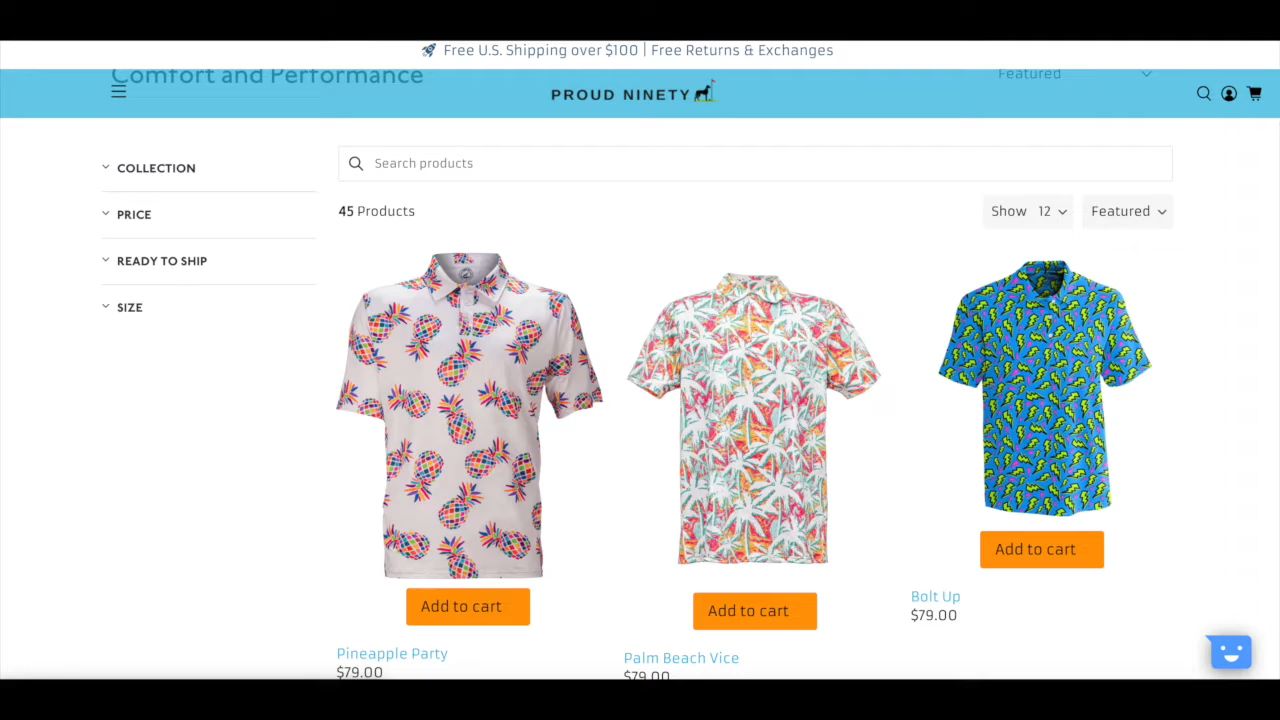 Free U.S. Shipping over $100 | Free Returns & Exchanges
Comfort and Performance
Featured
PROUD NINETY
COLLECTION
PRICE
READY TO SHIP
SIZE
Search products
45 Products
Show 12
Featured
Add to cart
Pineapple Party
$79.00
Add to cart
Palm Beach Vice
$79.00
Add to cart
Bolt Up
$79.00